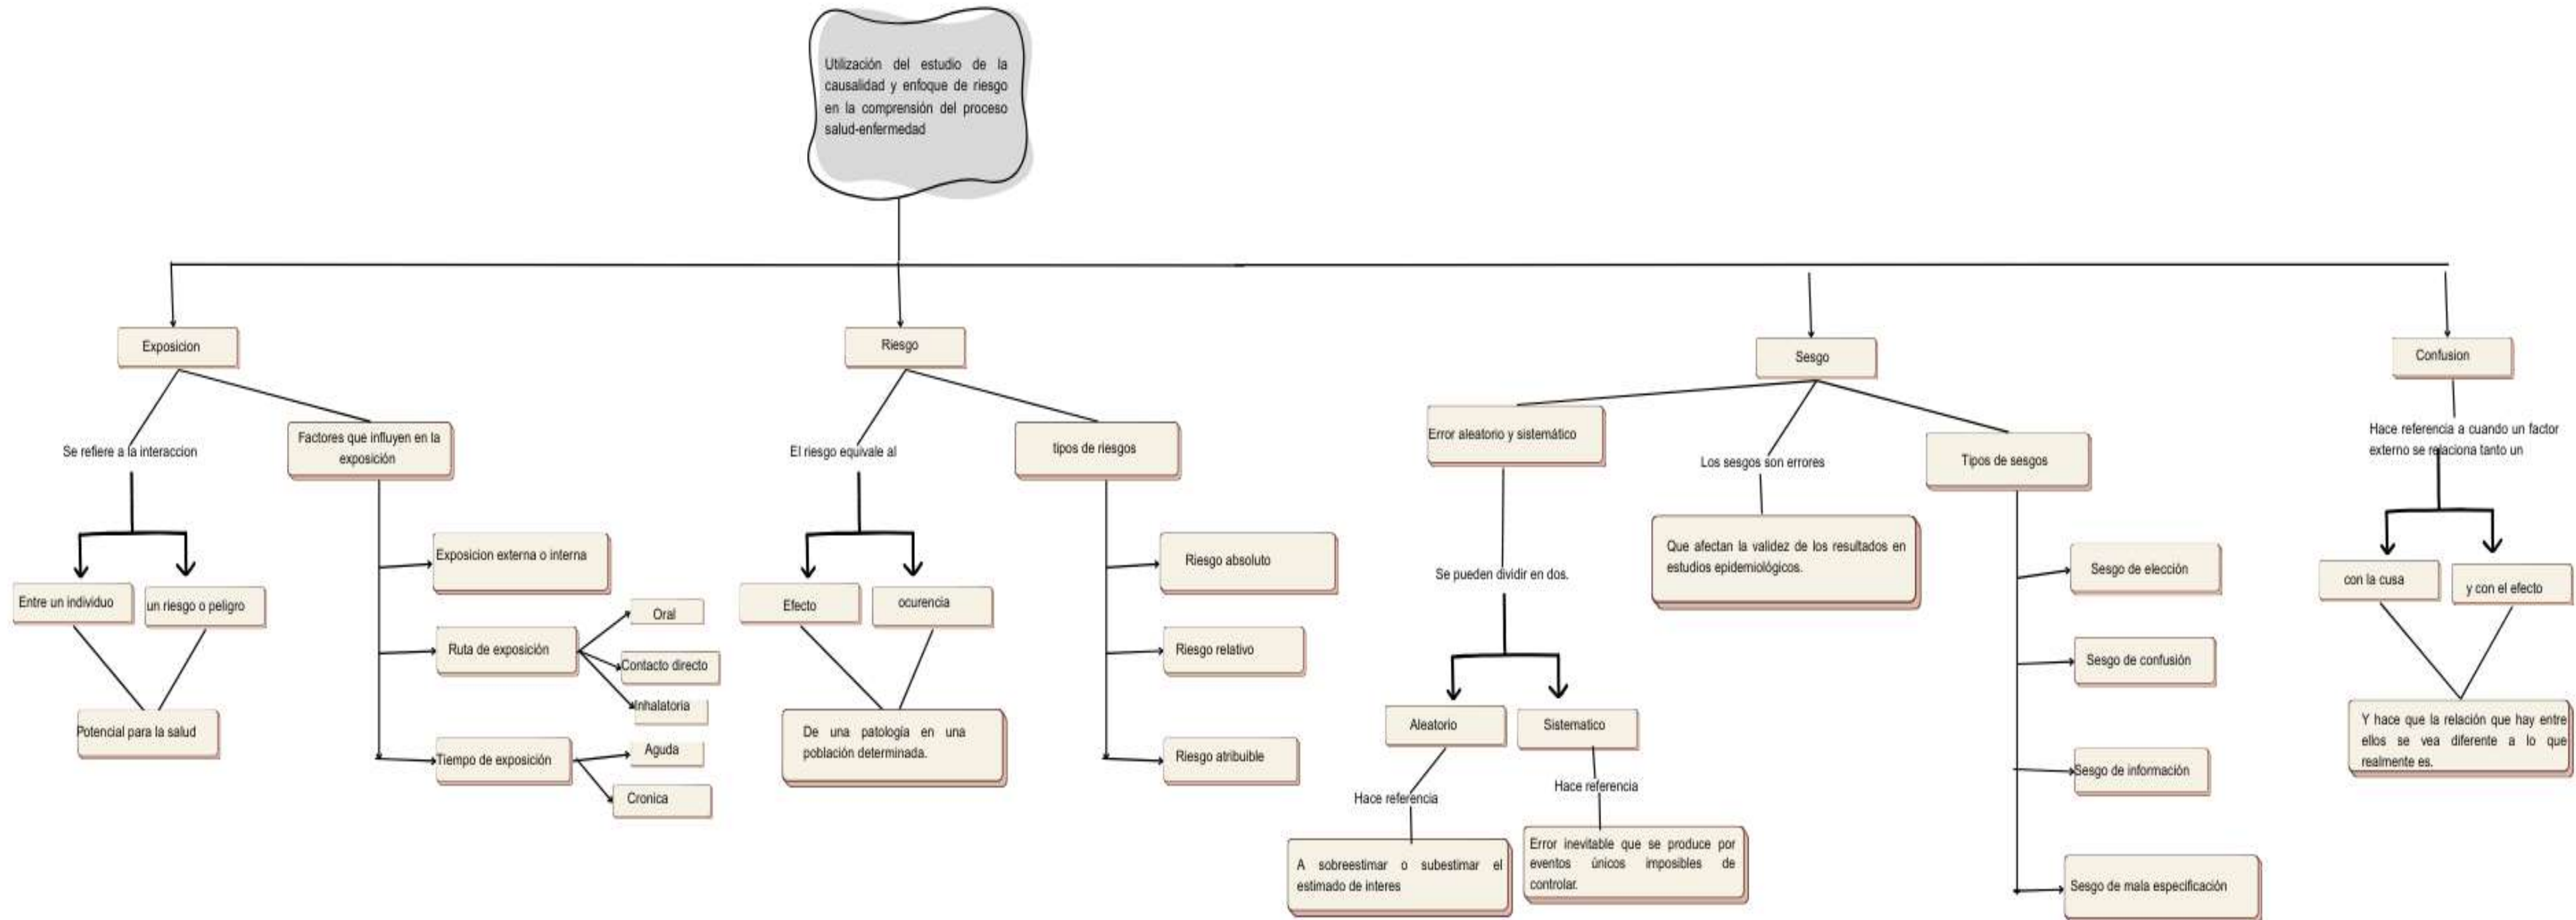 Utilización del estudio de la
causalidad y enfoque de riesgo
en la comprensión del proceso
salud-enfermedad
Exposicion
Se refiere a la interaccion
Entre un individuo
un riesgo o peligro
Potencial para la salud
Factores que influyen en la
exposición
Exposicion externa o interna
Ruta de exposición
Oral
Contacto directo
Inhalatoria
Tiempo de exposición
Aguda
Cronica
Riesgo
El riesgo equivale al
Efecto
ocurencia
De una patología en una
población determinada.
tipos de riesgos
Riesgo absoluto
Riesgo relativo
Riesgo atribuible
Sesgo
Error aleatorio y sistemático
Se pueden dividir en dos.
Aleatorio
Hace referencia
A sobreestimar o subestimar el
estimado de interes
Sistematico
Hace referencia
Error inevitable que se produce por
eventos únicos imposibles de
controlar.
Los sesgos son errores
Que afectan la validez de los resultados en
estudios epidemiológicos.
Tipos de sesgos
Sesgo de elección
Sesgo de confusión
Sesgo de información
Sesgo de mala especificación
Confusion
Hace referencia a cuando un factor
externo se relaciona tanto un
con la cusa
y con el efecto
Y hace que la relación que hay entre
ellos se vea diferente a lo que
realmente es.